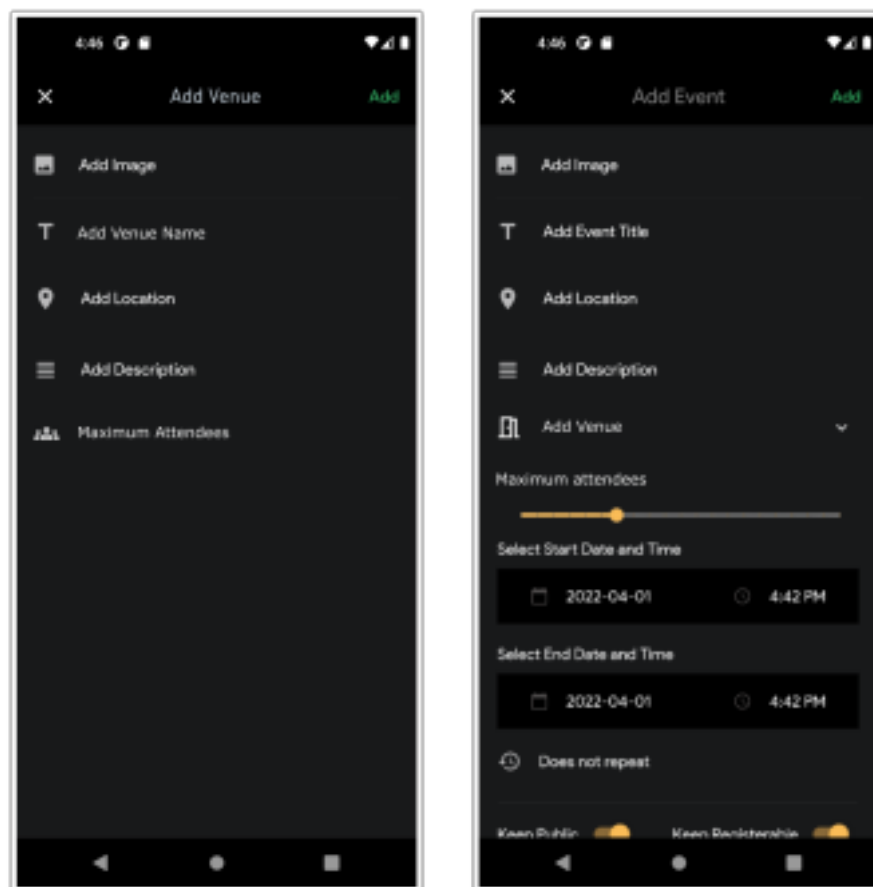 4:46
Add Venue
Add
Add Image
Add Venue Name
Add Location
Add Description
Maximum Attendees
4:46
Add Event
Add
Add Image
Add Event Title
Add Location
Add Description
Add Venue
Maximum attendees
Select Start Date and Time
2022-04-01 4:42 PM
Select End Date and Time
2022-04-01 4:42 PM
Does not repeat
Keep Public Keep Registerable